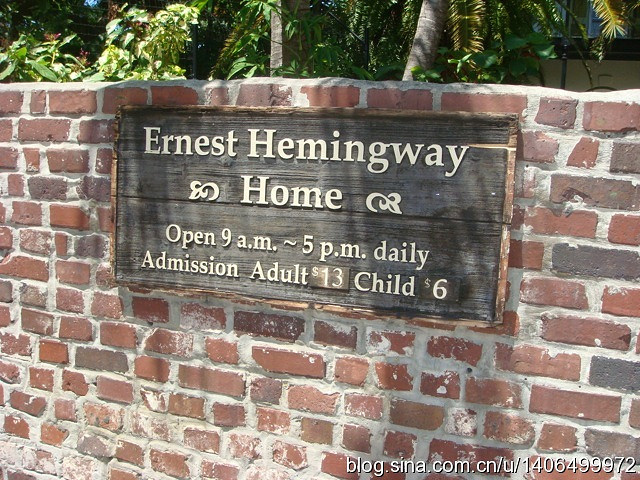 Ernest Hemingway
Home
Open 9 a.m. ~ 5 p.m. daily
Admission Adult $13 Child $6
blog.sina.com.cn/u/1406499972